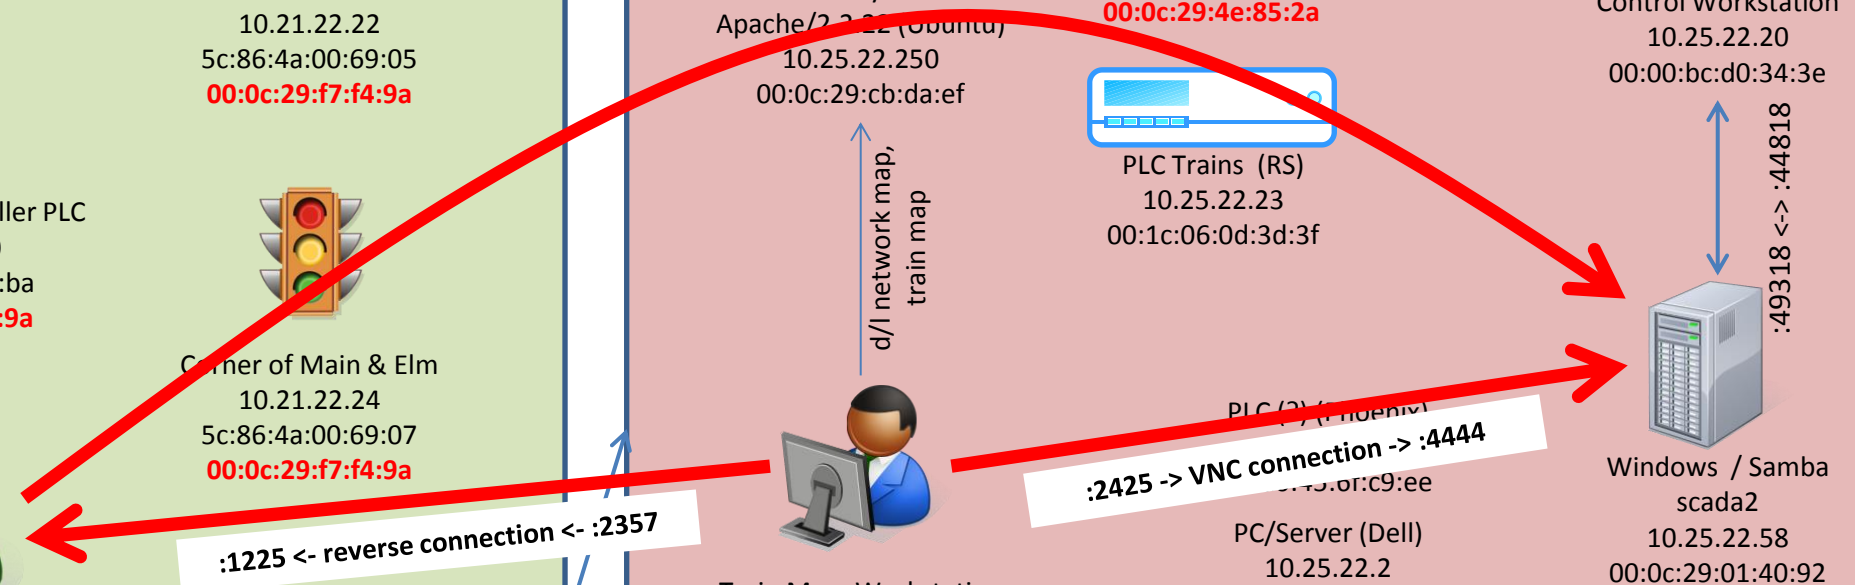 10.21.22.22
5c:86:4a:00:69:05
00:0c:29:f7:f4:9a
ller PLC
:ba
:9a
Corner of Main & Elm
10.21.22.24
5c:86:4a:00:69:07
00:0c:29:f7:f4:9a
:1225 <- reverse connection <- :2357
Apache/2.2.22 (Ubuntu)
10.25.22.250
00:0c:29:cb:da:ef
d/l network map,
train map
00:0c:29:4e:85:2a
PLC Trains (RS)
10.25.22.23
00:1c:06:0d:3d:3f
PLC (?) (Phoenix)
:2425 -> VNC connection -> :4444
:c9:ee
PC/Server (Dell)
10.25.22.2
Control Workstation
10.25.22.20
00:00:bc:d0:34:3e
:49318 <-> :44818
Windows / Samba
scada2
10.25.22.58
00:0c:29:01:40:92